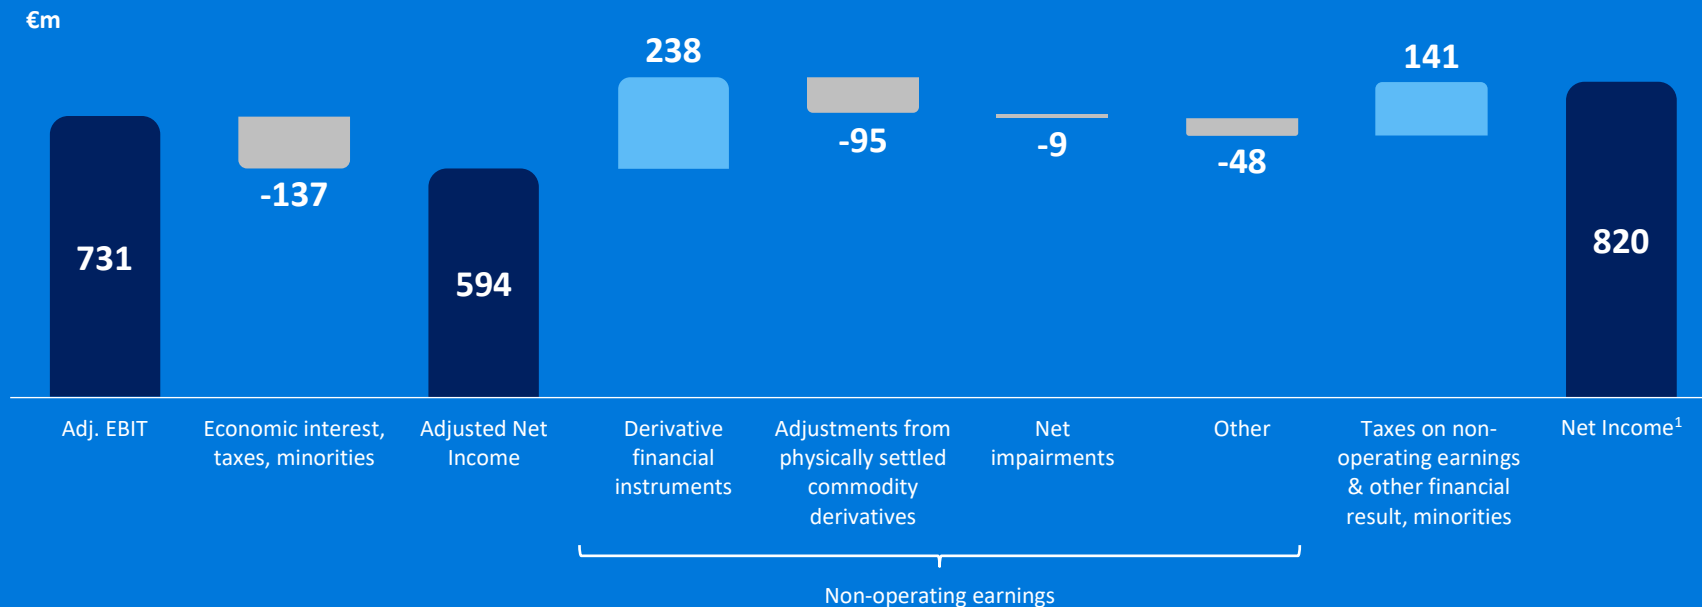 €m
238
141
-95
-9
-48
-137
731
594
820
Adj. EBIT
Economic interest,
taxes, minorities
Adjusted Net
Income
Derivative
financial
instruments
Adjustments from
physically settled
commodity
derivatives
Net
impairments
Other
Taxes on non-
operating earnings
& other financial
result, minorities
Net Income¹
Non-operating earnings